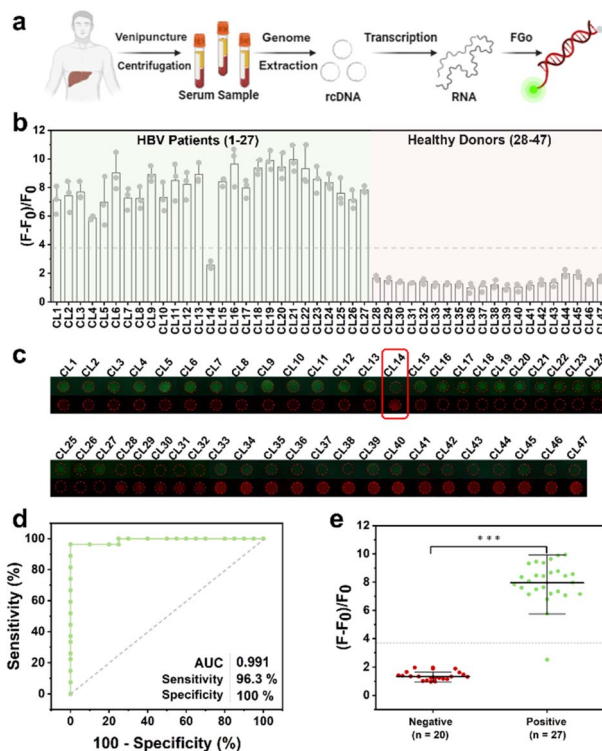 a
Venipuncture Genome Transcription FGo
Centrifugation Extraction
Serum Sample rcDNA RNA
b
HBV Patients (1-27) Healthy Donors (28-47)
(F-F0)/F0
12
10
8
6
4
2
0
CL1 CL2 CL3 CL4 CL5 CL6 CL7 CL8 CL9 CL10 CL11 CL12 CL13 CL14 CL15 CL16 CL17 CL18 CL19 CL20 CL21 CL22 CL23 CL24 CL25 CL26 CL27 CL28 CL29 CL30 CL31 CL32 CL33 CL34 CL35 CL36 CL37 CL38 CL39 CL40 CL41 CL42 CL43 CL44 CL45 CL46 CL47
c
CL1 CL2 CL3 CL4 CL5 CL6 CL7 CL8 CL9 CL10 CL11 CL12 CL13 CL14 CL15 CL16 CL17 CL18 CL19 CL20 CL21 CL22 CL23 CL24
CL25 CL26 CL27 CL28 CL29 CL30 CL31 CL32 CL33 CL34 CL35 CL36 CL37 CL38 CL39 CL40 CL41 CL42 CL43 CL44 CL45 CL46 CL47
d
Sensitivity (%)
100
80
60
40
20
0
AUC 0.991
Sensitivity 96.3 %
Specificity 100 %
0 20 40 60 80 100
100 - Specificity (%)
e
(F-F0)/F0
12
10
8
6
4
2
0
***
Negative Positive
(n = 20) (n = 27)